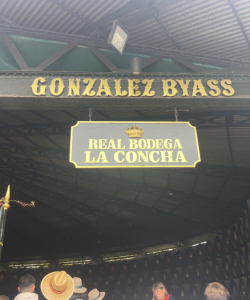 GONZALEZ BYASS
REAL BODEGA
LA CONCHA